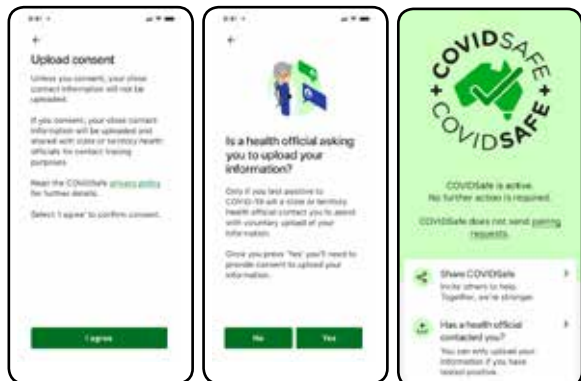 Upload consent
Unless you consent, your close
contact information will not be
uploaded.
If you consent, your close contact
information will be uploaded and
shared with state or territory health
officials for contact tracing
purposes.
Read the COVIDSafe privacy policy
for further details.
Select 'I agree' to confirm consent.
I agree
Is a health official asking
you to upload your
information?
Only if you test positive to
COVID-19 will a state or territory
health official contact you to assist
with voluntary upload of your
information.
Once you press 'Yes' you'll need to
provide consent to upload your
information.
No
Yes
COVIDSAFE
COVIDSAFE
COVIDSafe is active.
No further action is required.
COVIDSafe does not send pairing
requests.
Share COVIDSafe
Invite others to help.
Together, we're stronger.
Has a health official
contacted you?
You can only upload your
information if you have
tested positive.